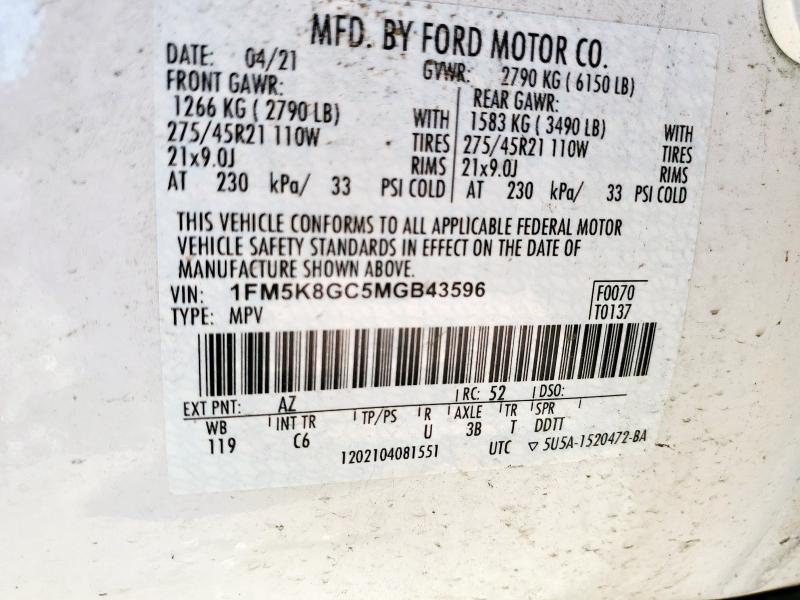 MFD. BY FORD MOTOR CO.
DATE: 04/21 GVWR: 2790 KG ( 6150 LB)
FRONT GAWR: REAR GAWR:
1266 KG ( 2790 LB) WITH 1583 KG ( 3490 LB) WITH
275/45R21 110W TIRES 275/45R21 110W TIRES
21x9.0J RIMS 21x9.0J RIMS
AT 230 kPa/ 33 PSI COLD AT 230 kPa/ 33 PSI COLD
THIS VEHICLE CONFORMS TO ALL APPLICABLE FEDERAL MOTOR
VEHICLE SAFETY STANDARDS IN EFFECT ON THE DATE OF
MANUFACTURE SHOWN ABOVE.
VIN: 1FM5K8GC5MGB43596 F0070
TYPE: MPV T0137
EXT PNT: AZ RC: 52 DSO:
WB INT TR TP/PS R AXLE TR SPR
119 C6 U 3B T DDTT
1202104081551 UTC ▽ 5U5A-1520472-BA